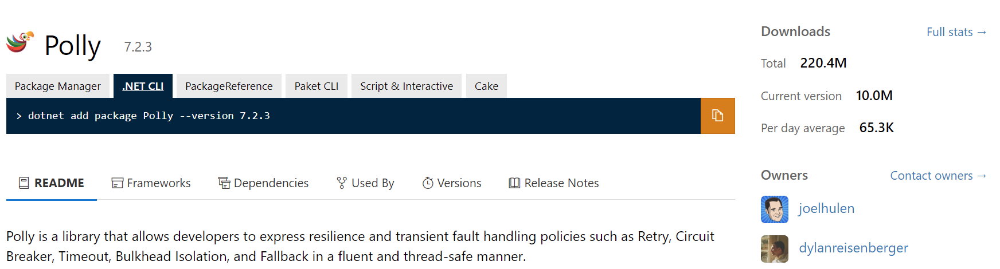 Polly 7.2.3
Package Manager .NET CLI PackageReference Paket CLI Script & Interactive Cake
> dotnet add package Polly --version 7.2.3
README Frameworks Dependencies Used By Versions Release Notes
Polly is a library that allows developers to express resilience and transient fault handling policies such as Retry, Circuit
Breaker, Timeout, Bulkhead Isolation, and Fallback in a fluent and thread-safe manner.
Downloads Full stats →
Total 220.4M
Current version 10.0M
Per day average 65.3K
Owners Contact owners →
joelhulen
dylanreisenberger